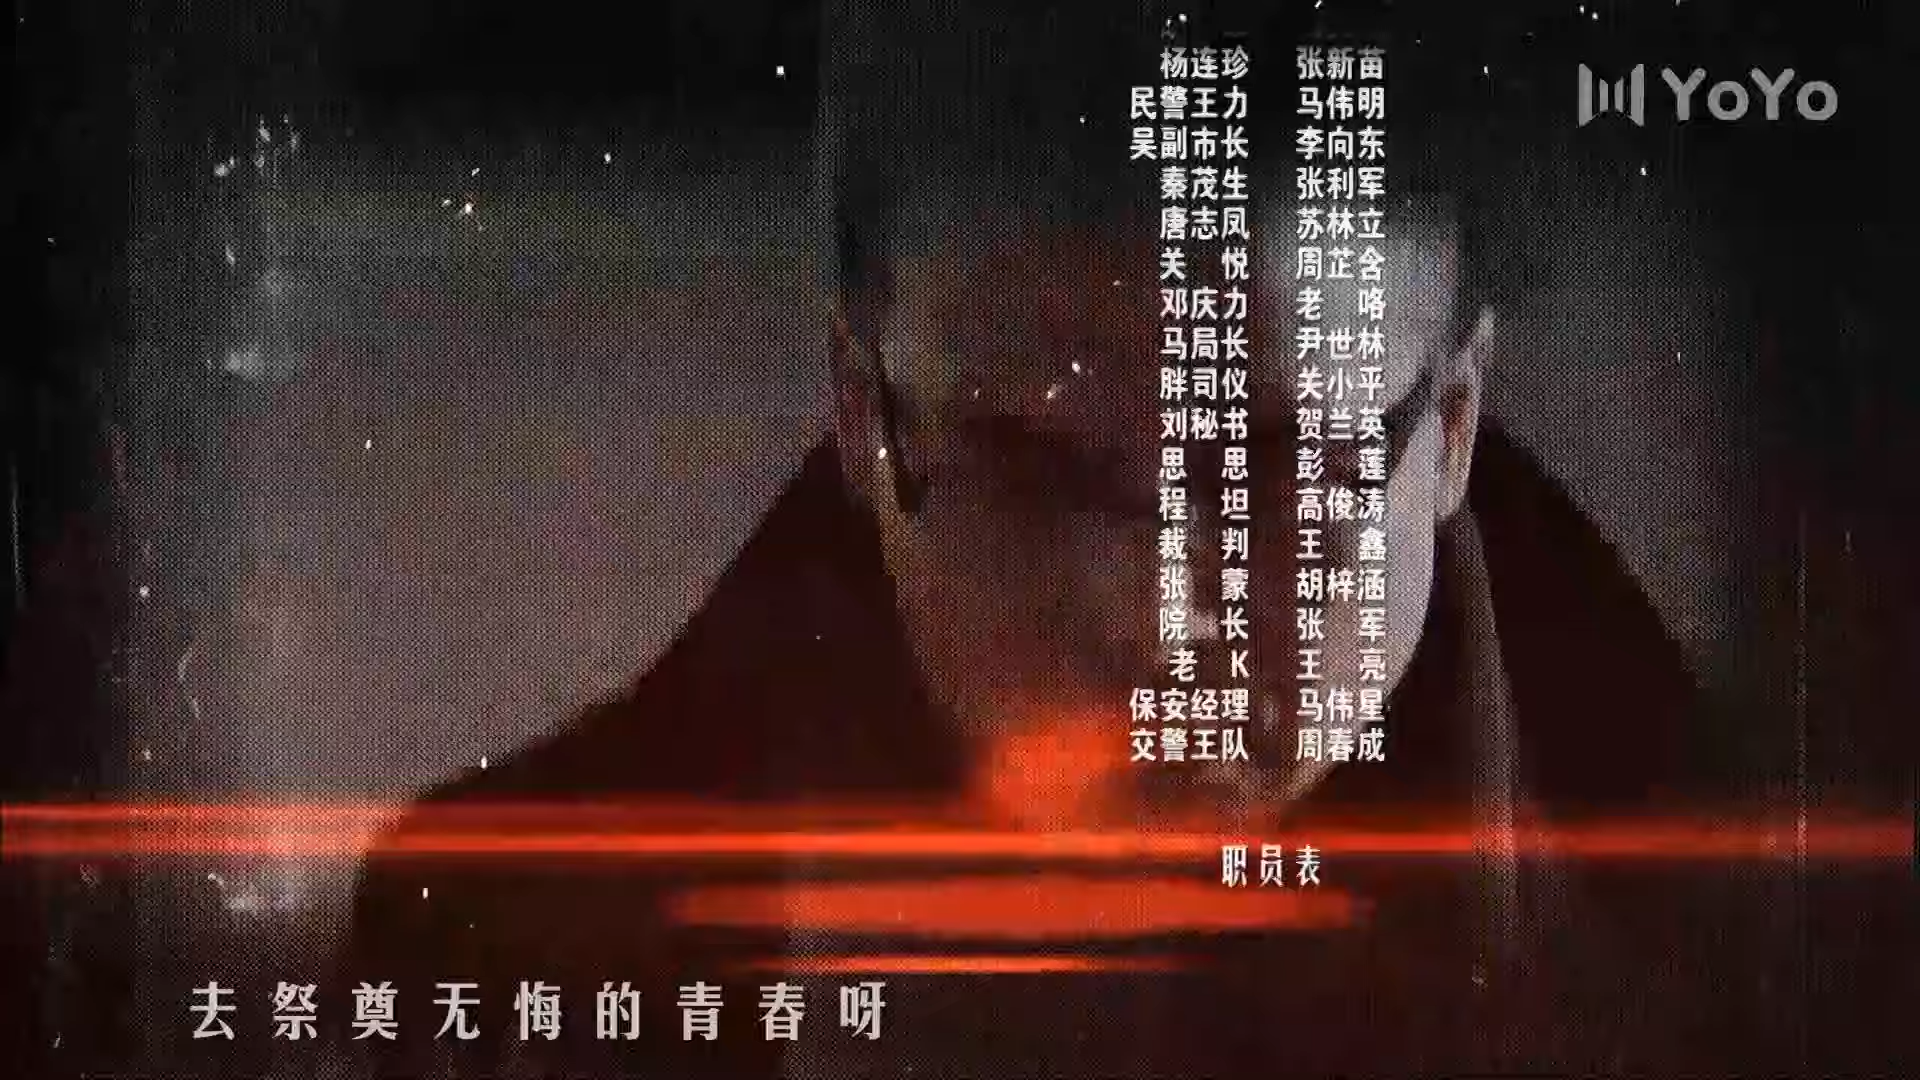 YoYo
杨连珍 张新苗
民警王力 马伟明
吴副市长 李向东
秦茂生 张利军
唐志凤 苏林立
关悦 周芷含
邓庆力 老咯
马局长 尹世林
胖司仪 关小平
刘秘书 贺兰英
思思 彭莲
程坦 高俊涛
裁判 王鑫
张蒙 胡梓涵
院长 张军
老K 王亮
保安经理 马伟星
交警王队 周春成
职员表
去祭奠无悔的青春呀